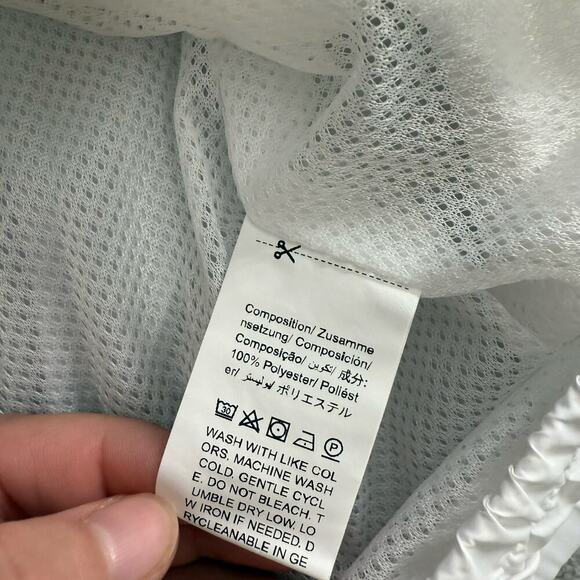 Composition/ Zusamme
nsetzung/ Composición/
Composição/ تكوين/ 成分:
100% Polyester/ Poliést
er/ بوليستر/ ポリエステル
30 P
WASH WITH LIKE COL
ORS. MACHINE WASH
COLD. GENTLE CYCL
E. DO NOT BLEACH. T
UMBLE DRY LOW. LO
W IRON IF NEEDED. D
RYCLEANABLE IN GE